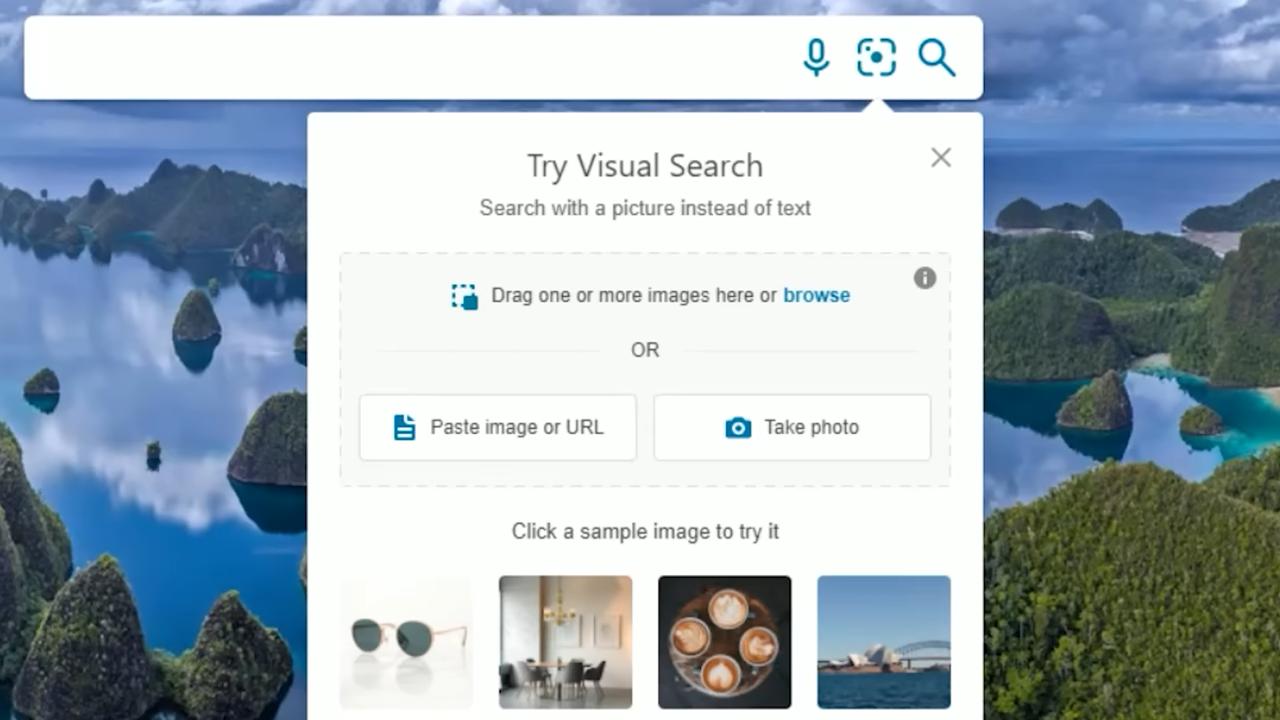 Try Visual Search
Search with a picture instead of text
Drag one or more images here or browse
OR
Paste image or URL
Take photo
Click a sample image to try it